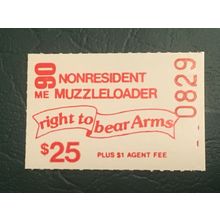 90 NONRESIDENT
ME MUZZLELOADER
right to bear Arms
$25 PLUS $1 AGENT FEE
0829